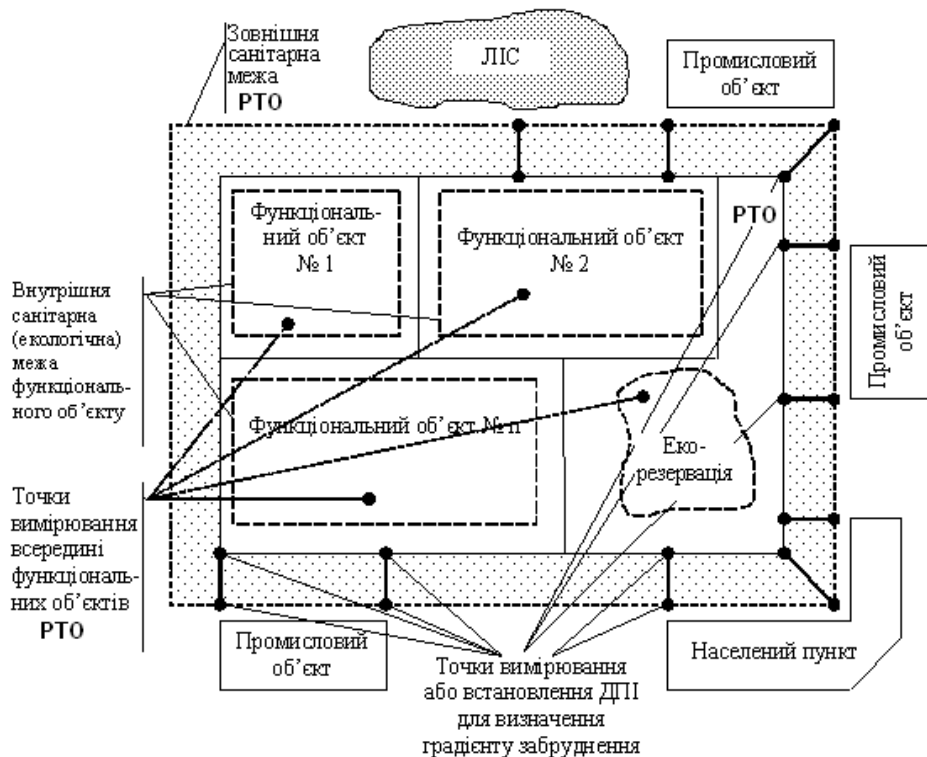 Зовнішня
санітарна
межа
РТО
ЛІС
Промисловий
об’єкт
Функціональ-
ний об’єкт
№ 1
Функціональний об’єкт
№ 2
РТО
Внутрішня
санітарна
(екологічна)
межа
функціональ-
ного об’єкту
Промисловий
об’єкт
Функціональний об’єкт № п
Еко-
резервація
Точки
вимірювання
всередині
функціональ-
них об’єктів
РТО
Промисловий
об’єкт
Точки вимірювання
або встановлення ДПІ
для визначення
градієнту забруднення
Населений пункт